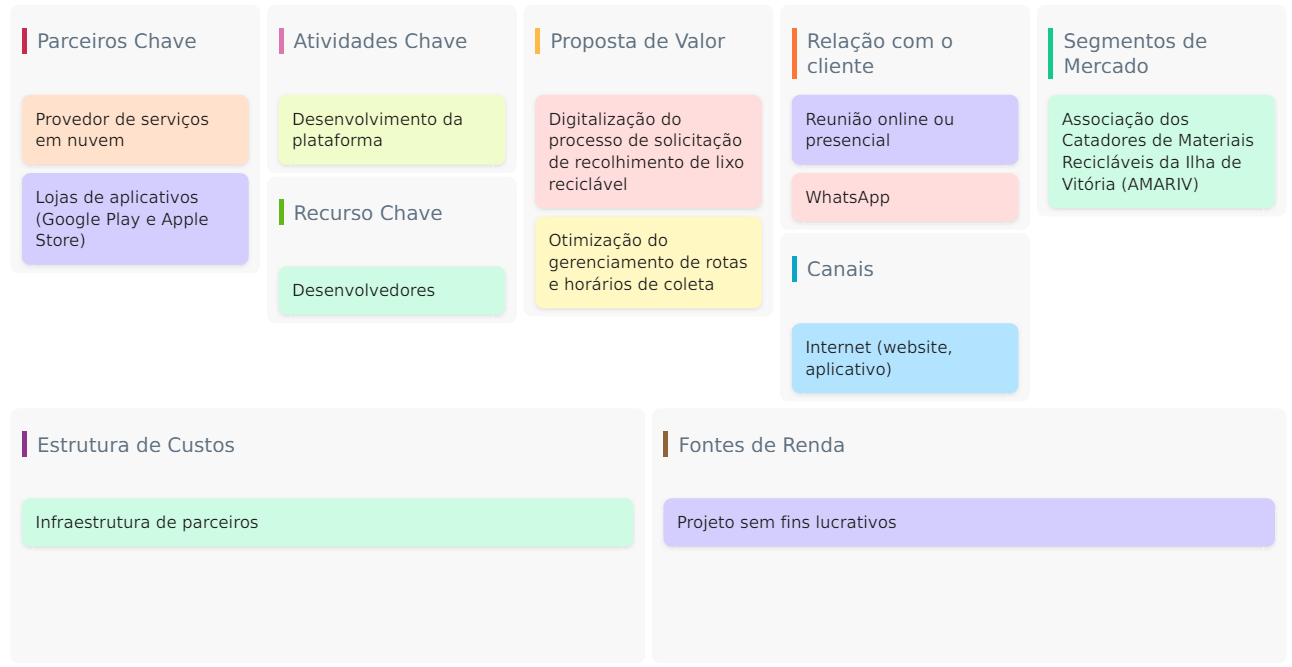 Parceiros Chave
Provedor de serviços
em nuvem
Lojas de aplicativos
(Google Play e Apple
Store)
Atividades Chave
Desenvolvimento da
plataforma
Recurso Chave
Desenvolvedores
Proposta de Valor
Digitalização do
processo de solicitação
de recolhimento de lixo
reciclável
Otimização do
gerenciamento de rotas
e horários de coleta
Relação com o
cliente
Reunião online ou
presencial
WhatsApp
Canais
Internet (website,
aplicativo)
Segmentos de
Mercado
Associação dos
Catadores de Materiais
Recicláveis da Ilha de
Vitória (AMARIV)
Estrutura de Custos
Infraestrutura de parceiros
Fontes de Renda
Projeto sem fins lucrativos